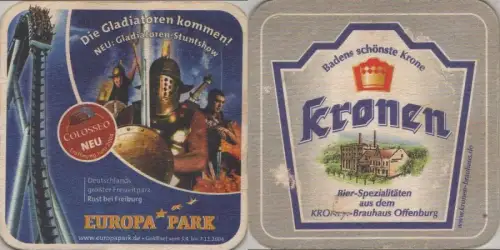 Die Gladiatoren kommen!
NEU: Gladiatoren-Stuntshow
COLOSSEO
NEU
Deutschlands
größter Freizeitpark
Rust bei Freiburg
EUROPA PARK
www.europapark.de
Badens schönste Krone
Kronen
Bier-Spezialitäten
aus dem
KRONEN-Brauhaus Offenburg